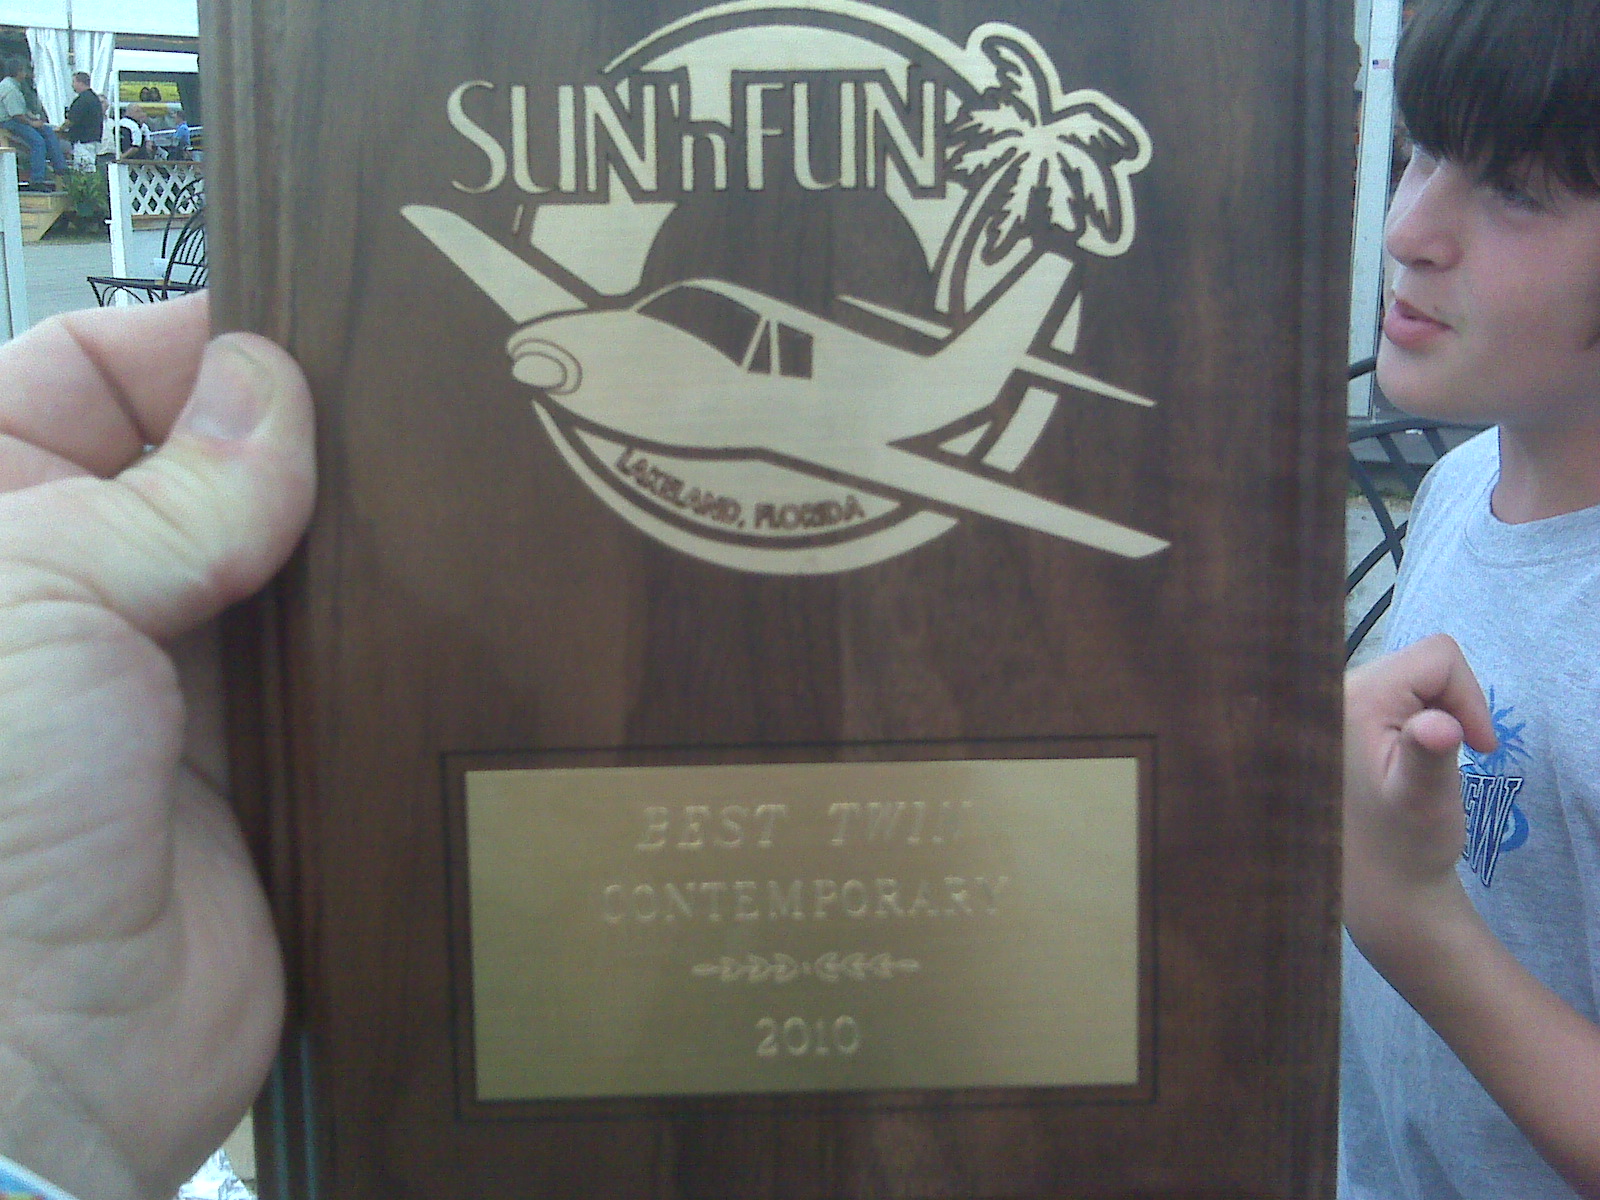 SUN'n FUN
LAKELAND, FLORIDA
BEST TWIN
CONTEMPORARY
2010